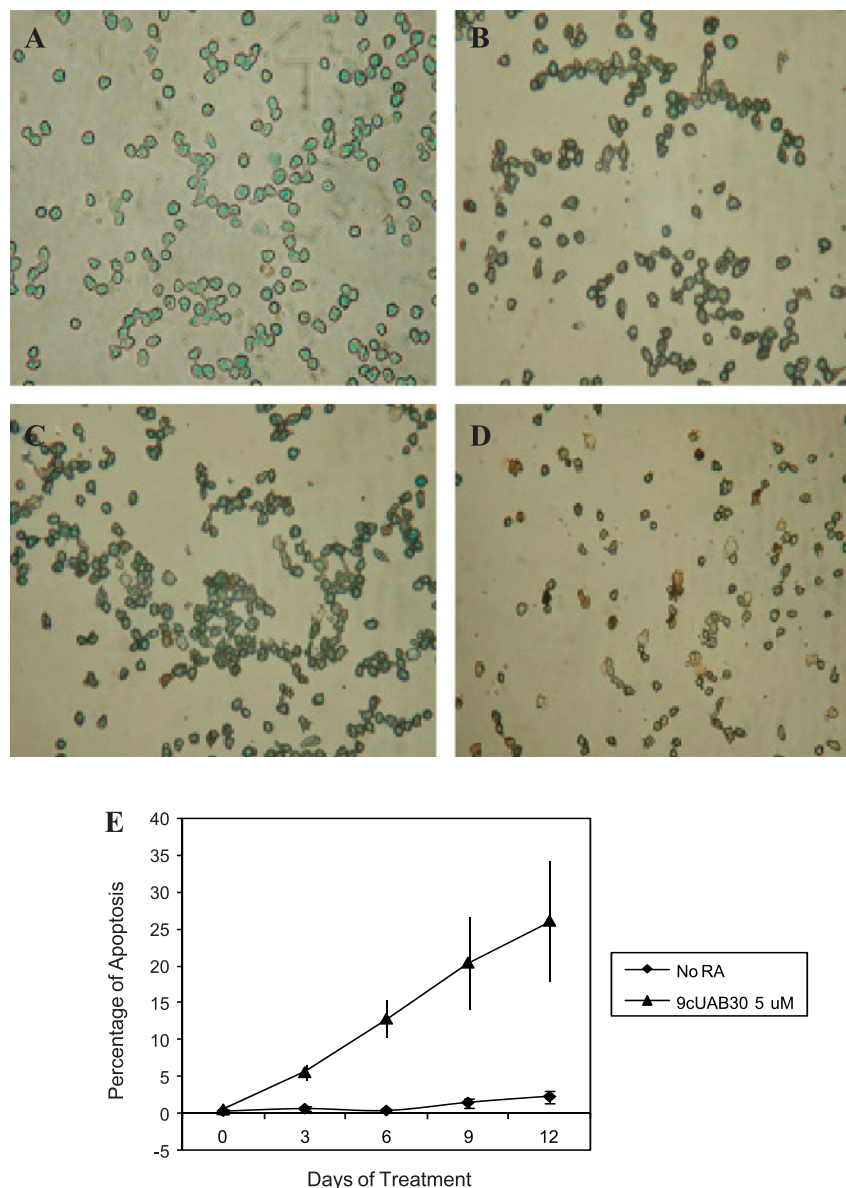 A
B
C
D
E
40
35
30
25
20
15
10
5
0
-5
Percentage of Apoptosis
0 3 6 9 12
Days of Treatment
No RA
9cUAB30 5 uM